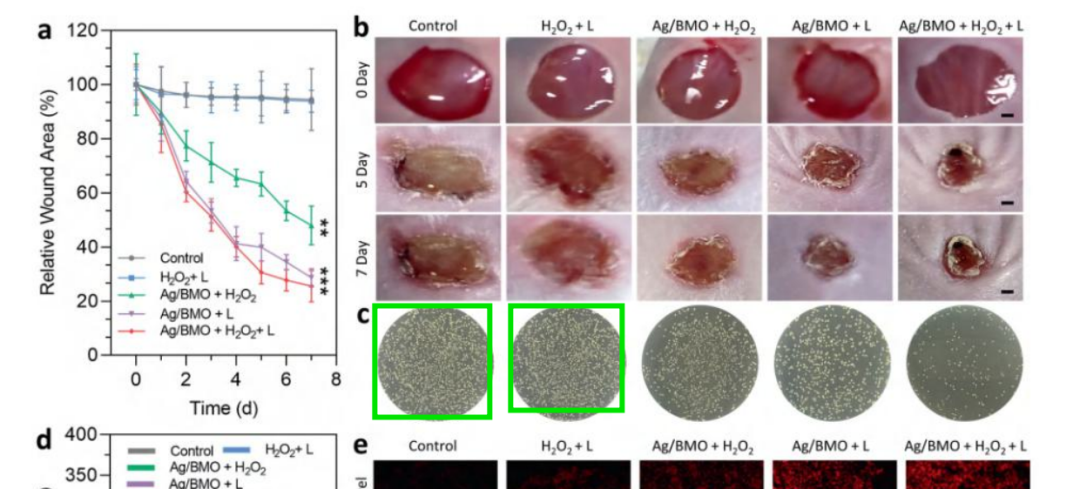 a
120
100
80
60
40
20
0
Relative Wound Area (%)
0 2 4 6 8
Time (d)
Control
H₂O₂+ L
Ag/BMO + H₂O₂
Ag/BMO + L
Ag/BMO + H₂O₂+ L
**
***
b
Control H₂O₂ + L Ag/BMO + H₂O₂ Ag/BMO + L Ag/BMO + H₂O₂ + L
0 Day
5 Day
7 Day
c
d
400
350
Control H₂O₂+ L
Ag/BMO + H₂O₂
Ag/BMO + L
e
Control H₂O₂ + L Ag/BMO + H₂O₂ Ag/BMO + L Ag/BMO + H₂O₂ + L